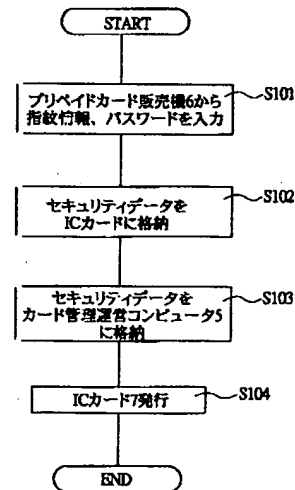 START
プリペイドカード販売機6から
指紋情報、パスワードを入力
S101
セキュリティデータを
ICカードに格納
S102
セキュリティデータを
カード管理運営コンピュータ5
に格納
S103
ICカード7発行
S104
END